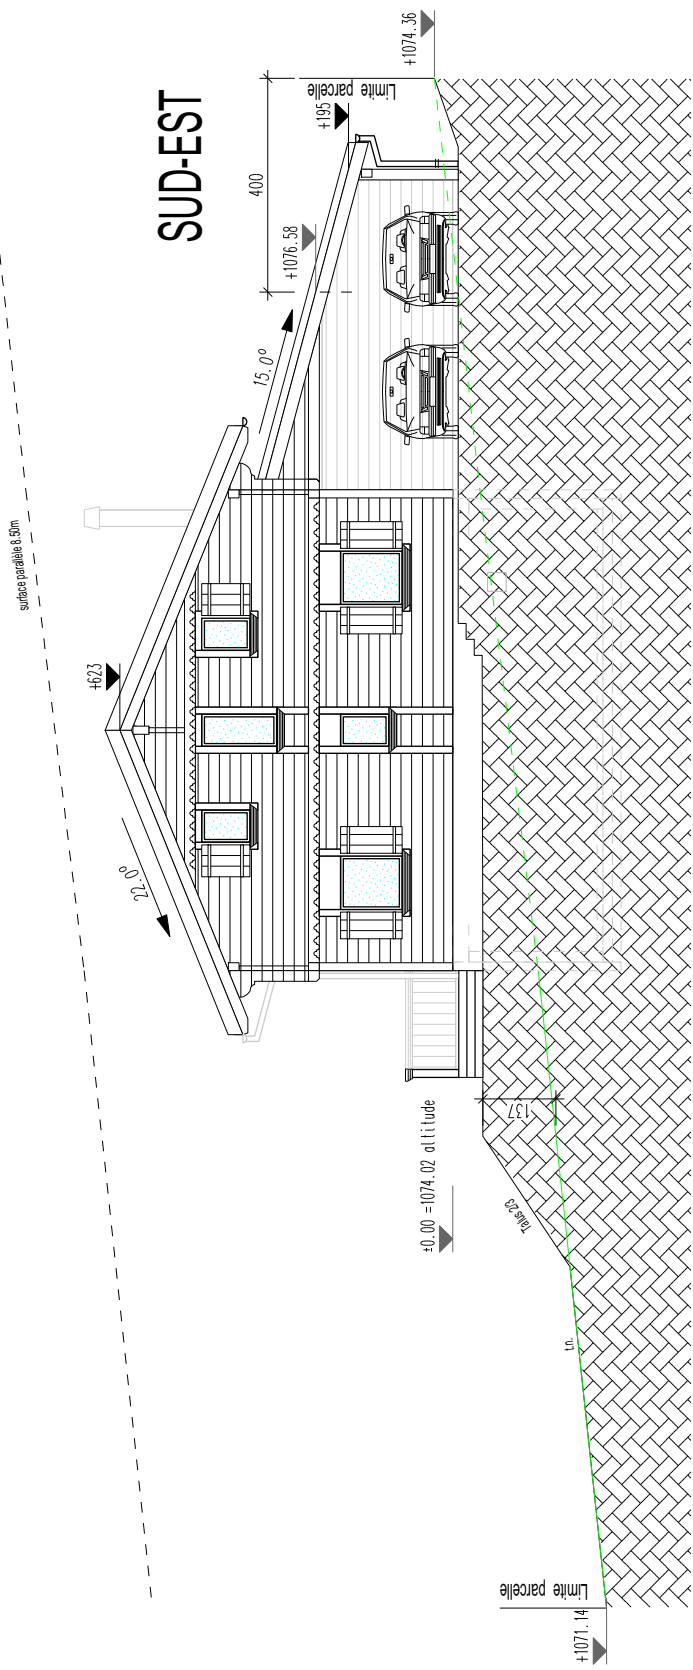 surface parallèle 8.50m
SUD-EST
+623
22.0°
15.0°
400
+1076.58
+195
Limite parcelle
+1074.36
±0.00 =1074.02 altitude
137
Talus 2/3
t.n.
Limite parcelle
+1071.14